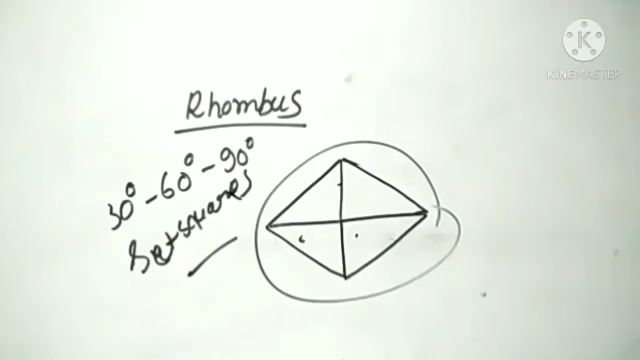 Rhombus
30° - 60° - 90°
Set squares
K
KINEMASTER